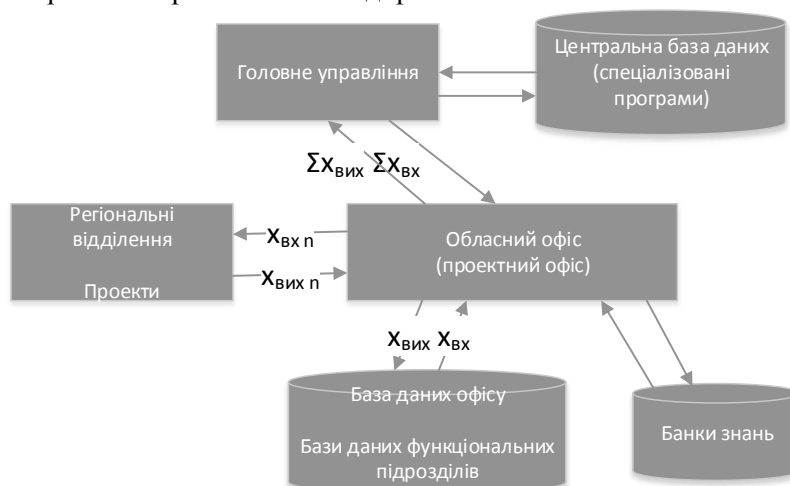 Центральна база даних
(спеціалізовані
програми)
Головне управління
Σxвих Σxвх
Регіональні
відділення
Проекти
xвх n
xвих n
Обласний офіс
(проектний офіс)
xвих xвх
База даних офісу
Бази даних функціональних
підрозділів
Банки знань